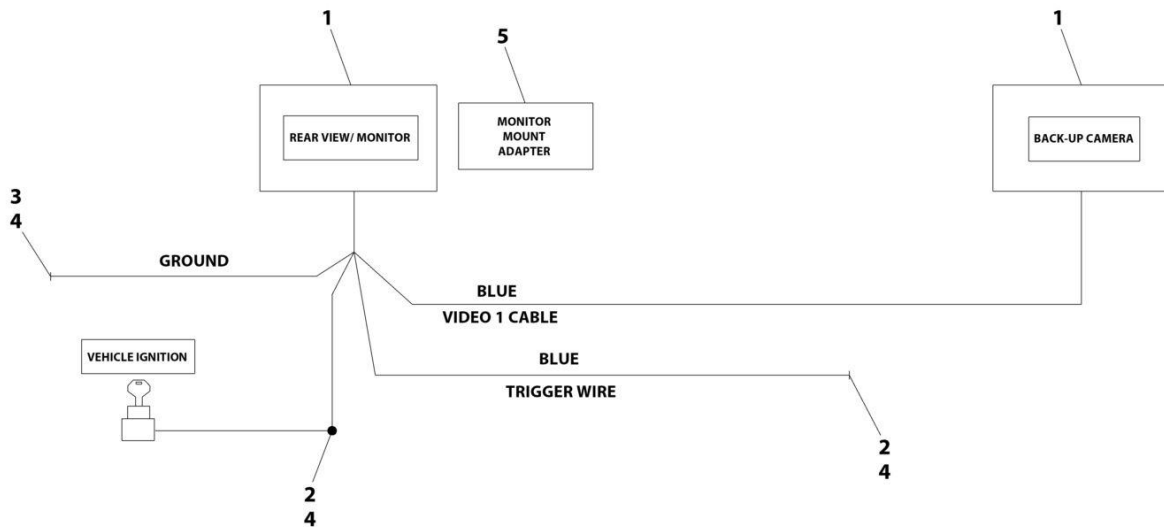 1
5
1
REAR VIEW/ MONITOR
MONITOR
MOUNT
ADAPTER
BACK-UP CAMERA
3
4
GROUND
BLUE
VIDEO 1 CABLE
VEHICLE IGNITION
BLUE
TRIGGER WIRE
2
4
2
4